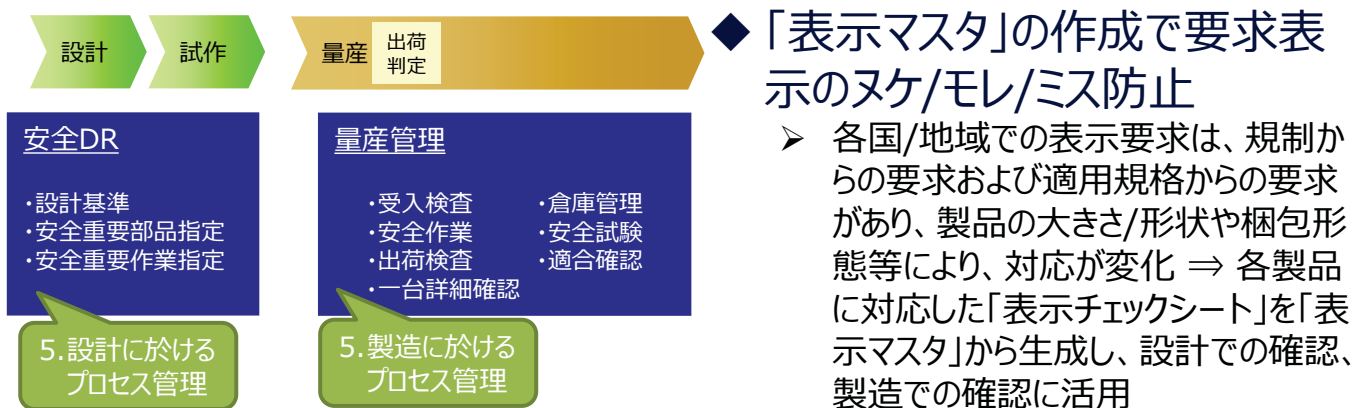 設計
試作
量産
出荷
判定
安全DR
・設計基準
・安全重要部品指定
・安全重要作業指定
5.設計に於ける
プロセス管理
量産管理
・受入検査
・安全作業
・出荷検査
・一台詳細確認
・倉庫管理
・安全試験
・適合確認
5.製造に於ける
プロセス管理
◆「表示マスタ」の作成で要求表
示のヌケ/モレ/ミス防止
➢ 各国/地域での表示要求は、規制か
らの要求および適用規格からの要求
があり、製品の大きさ/形状や梱包形
態等により、対応が変化 ⇒ 各製品
に対応した「表示チェックシート」を「表
示マスタ」から生成し、設計での確認、
製造での確認に活用